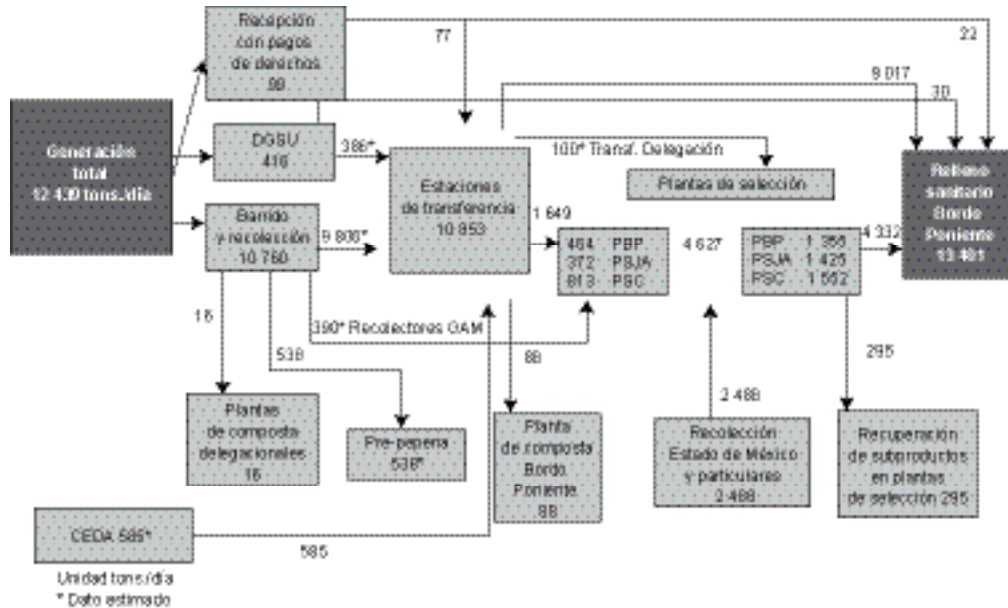 Recepción
con pagos
de derechos
99
77
22
9 017
30
Generación
total
12 439 tons./día
DGSU
416
386*
100* Transf. Delegación
Estaciones
de transferencia
10 853
Plantas de selección
Relleno
sanitario
Bordo
Poniente
13 401
Barrido
y recolección
10 760
9 806*
1 649
464 PBP
372 PSJA
813 PSC
4 627
PBP 1 355
PSJA 1 425
PSC 1 552
4 332
16
390* Recolectores GAM
538
88
2 488
295
Plantas
de composta
delegacionales
16
Pre-pepena
538*
Planta
de composta
Bordo
Poniente
88
Recolección
Estado de México
y particulares
2 488
Recuperación
de subproductos
en plantas
de selección 295
CEDA 585*
585
Unidad tons./día
* Dato estimado